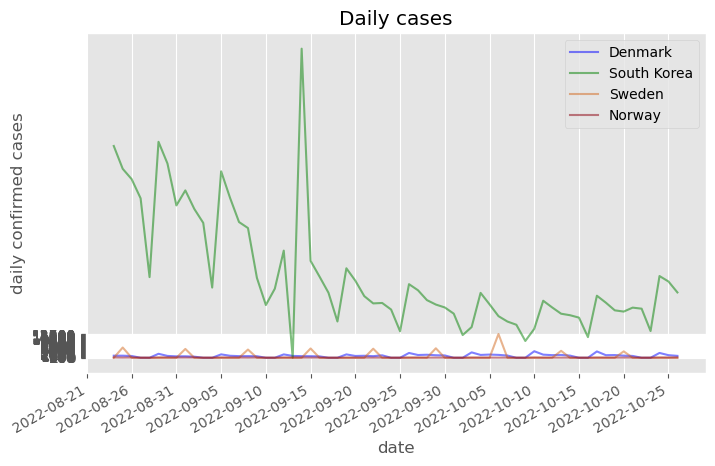 Daily cases
Denmark
South Korea
Sweden
Norway
daily confirmed cases
2022-08-21
2022-08-26
2022-08-31
2022-09-05
2022-09-10
2022-09-15
2022-09-20
2022-09-25
2022-09-30
2022-10-05
2022-10-10
2022-10-15
2022-10-20
2022-10-25
date